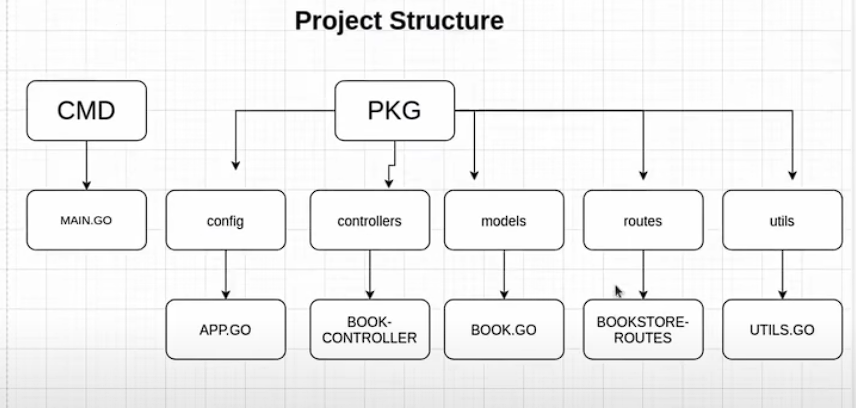 Project Structure
CMD
PKG
MAIN.GO
config
controllers
models
routes
utils
APP.GO
BOOK-
CONTROLLER
BOOK.GO
BOOKSTORE-
ROUTES
UTILS.GO